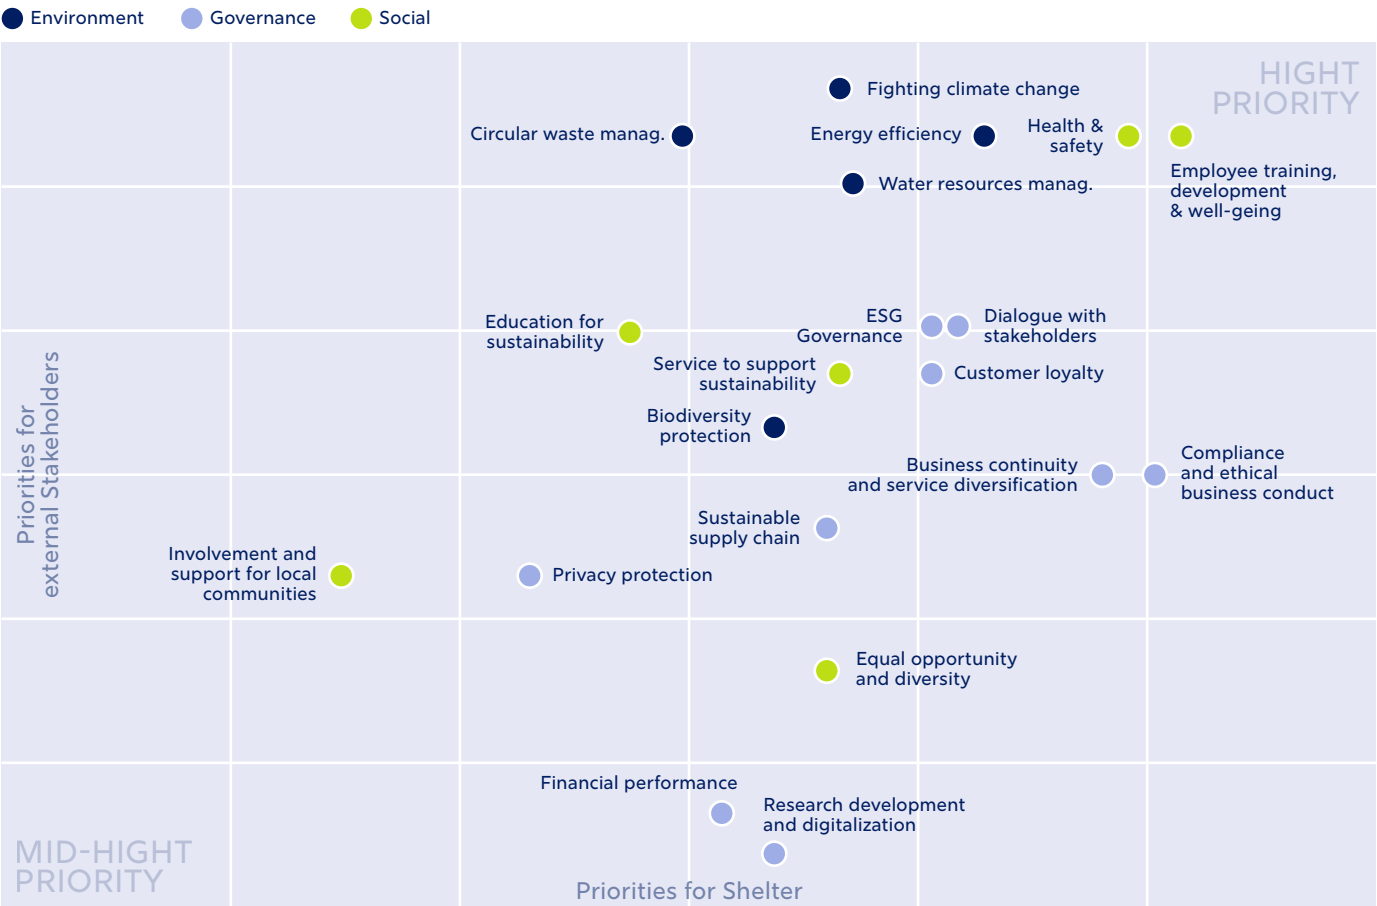 Environment
Governance
Social
HIGHT
PRIORITY
Fighting climate change
Circular waste manag.
Energy efficiency
Health &
safety
Water resources manag.
Employee training,
development
& well-geing
Education for
sustainability
ESG
Governance
Dialogue with
stakeholders
Service to support
sustainability
Customer loyalty
Biodiversity
protection
Priorities for
external Stakeholders
Business continuity
and service diversification
Compliance
and ethical
business conduct
Sustainable
supply chain
Involvement and
support for local
communities
Privacy protection
Equal opportunity
and diversity
Financial performance
Research development
and digitalization
MID-HIGHT
PRIORITY
Priorities for Shelter